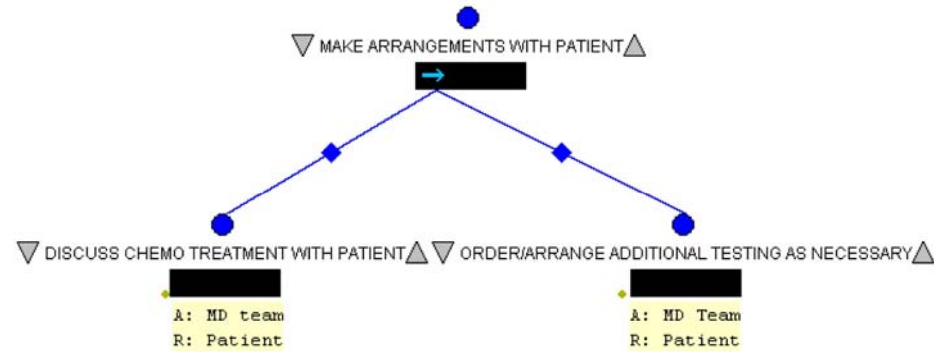 MAKE ARRANGEMENTS WITH PATIENT
DISCUSS CHEMO TREATMENT WITH PATIENT
ORDER/ARRANGE ADDITIONAL TESTING AS NECESSARY
A: MD team
R: Patient
A: MD Team
R: Patient